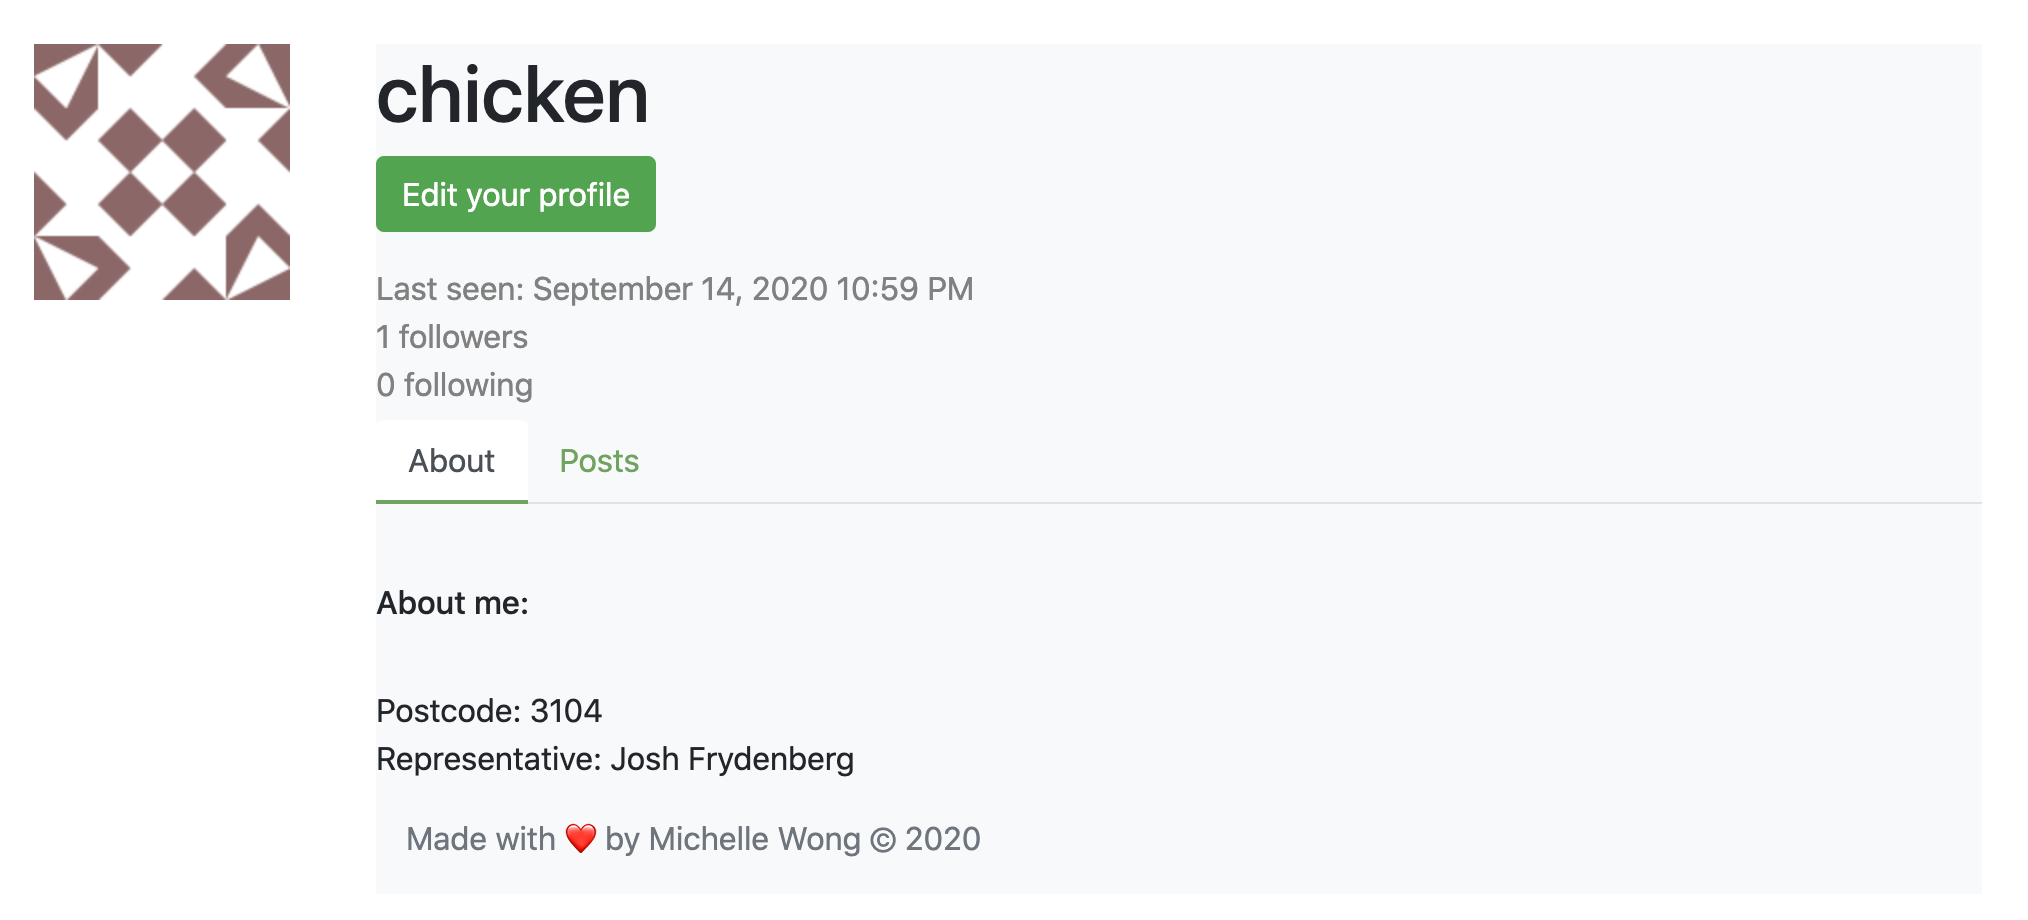 chicken
Edit your profile
Last seen: September 14, 2020 10:59 PM
1 followers
0 following
About Posts
About me:
Postcode: 3104
Representative: Josh Frydenberg
Made with ❤️ by Michelle Wong © 2020